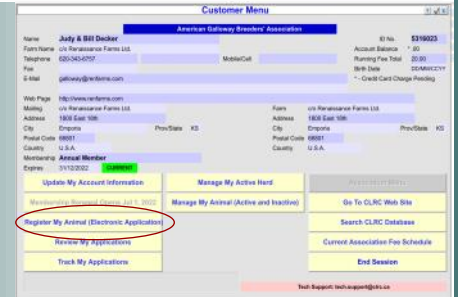 Customer Menu
American Galloway Breeders' Association
Name Judy & Bill Decker ID No. 5316023
Farm Name c/o Renaissance Farms Ltd. Account Balance * .00
Telephone 620-343-6757 Mobile/Cell Running Fee Total 20.00
Fax Birth Date DD/MM/CCYY
E-Mail galloway@renfarms.com * - Credit Card Charge Pending
Web Page http://www.renfarms.com
Mailing c/o Renaissance Farms Ltd. Farm c/o Renaissance Farms Ltd.
Address 1808 East 16th Address 1808 East 16th
City Emporia Prov/State KS City Emporia Prov/State KS
Postal Code 66801 Postal Code 66801
Country U.S.A. Country U.S.A.
Membership Annual Member
Expires 31/12/2022 CURRENT
Update My Account Information Manage My Active Herd
Membership Renewal Opens Jul 1, 2022 Manage My Animal (Active and Inactive) Go To CLRC Web Site
Register My Animal (Electronic Application) Search CLRC Database
Review My Applications Current Association Fee Schedule
Track My Applications End Session
Tech Support: tech.support@clrc.ca